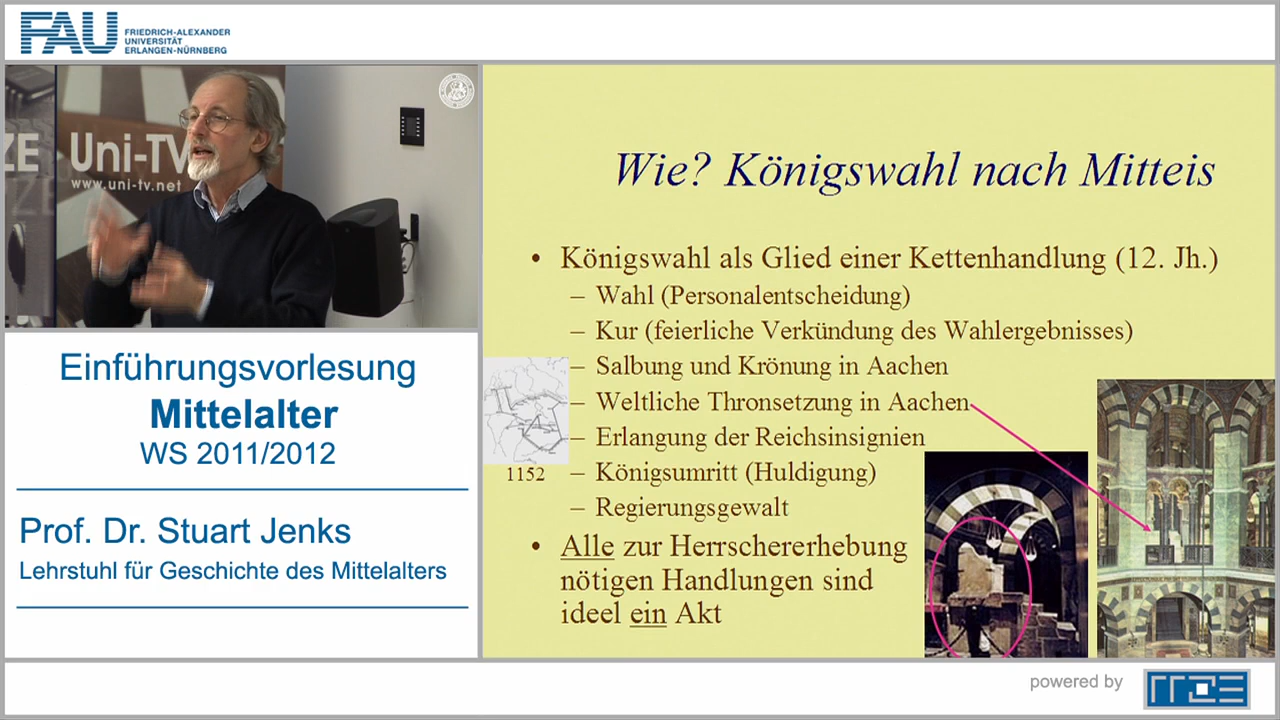 FAU
FRIEDRICH-ALEXANDER
UNIVERSITÄT
ERLANGEN-NÜRNBERG
ZE
Uni-TV
www.uni-tv.net
Einführungsvorlesung
Mittelalter
WS 2011/2012
Prof. Dr. Stuart Jenks
Lehrstuhl für Geschichte des Mittelalters
Wie? Königswahl nach Mitteis
• Königswahl als Glied einer Kettenhandlung (12. Jh.)
– Wahl (Personalentscheidung)
– Kur (feierliche Verkündung des Wahlergebnisses)
– Salbung und Krönung in Aachen
– Weltliche Thronsetzung in Aachen
– Erlangung der Reichsinsignien
– Königsumritt (Huldigung)
– Regierungsgewalt
1152
• Alle zur Herrschererhebung
nötigen Handlungen sind
ideel ein Akt
powered by